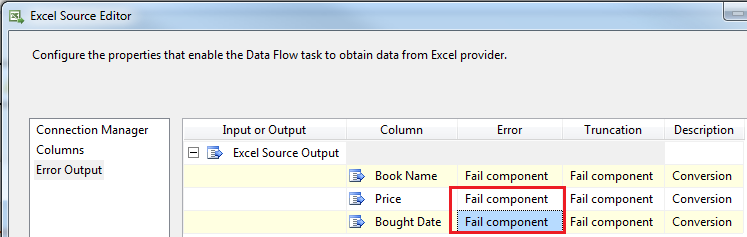 Excel Source Editor
Configure the properties that enable the Data Flow task to obtain data from Excel provider.
Connection Manager
Columns
Error Output
Input or Output Column Error Truncation Description
Excel Source Output
Book Name Fail component Fail component Conversion
Price Fail component Fail component Conversion
Bought Date Fail component Fail component Conversion